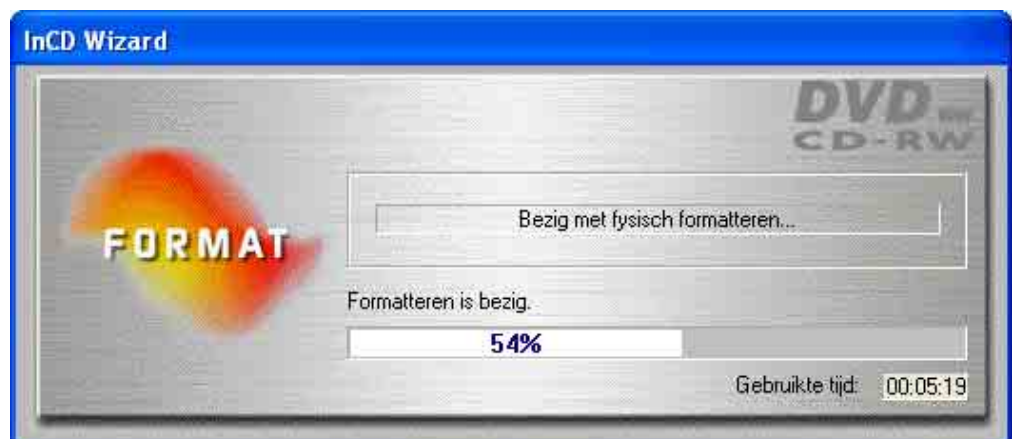 InCD Wizard
DVD
CD-RW
Bezig met fysisch formatteren...
FORMAT
Formatteren is bezig.
54%
Gebruikte tijd: 00:05:19